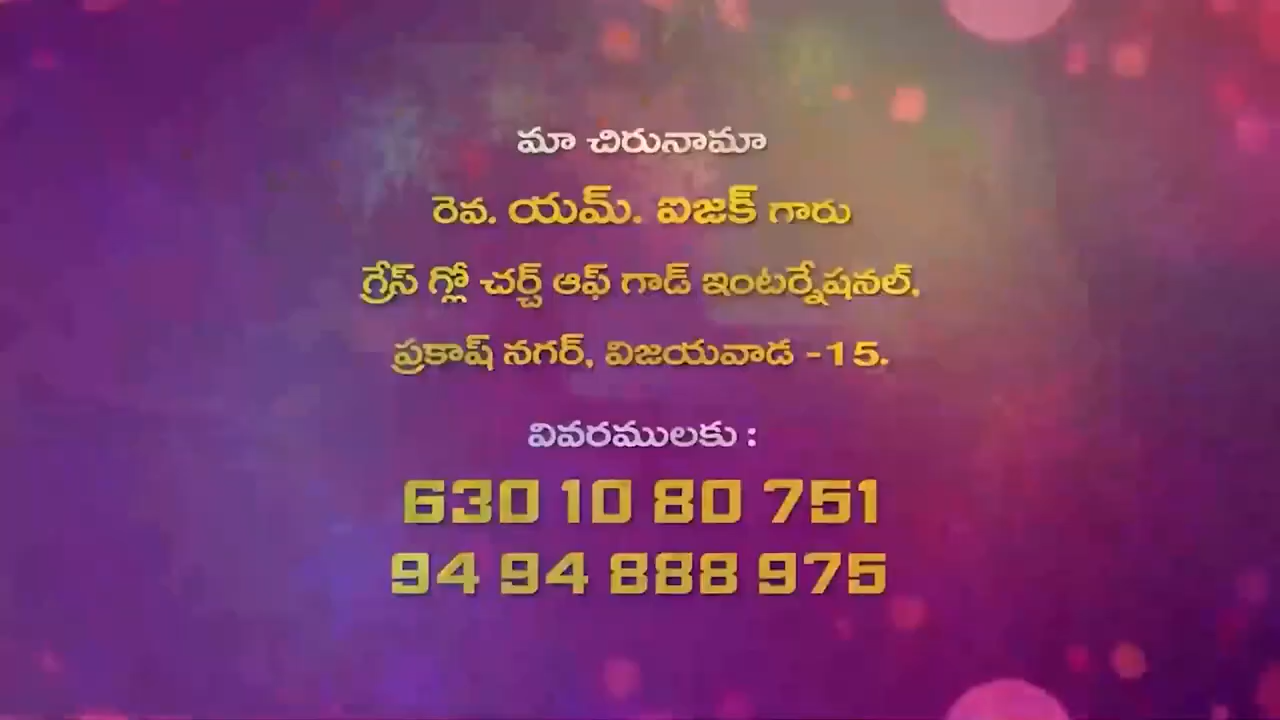 మా చిరునామా
రెవ. యమ్. ఐజక్ గారు
గ్రేస్ గ్లో చర్చ్ ఆఫ్ గాడ్ ఇంటర్నేషనల్,
ప్రకాష్ నగర్, విజయవాడ -15.
వివరములకు :
630 10 80 751
94 94 888 975